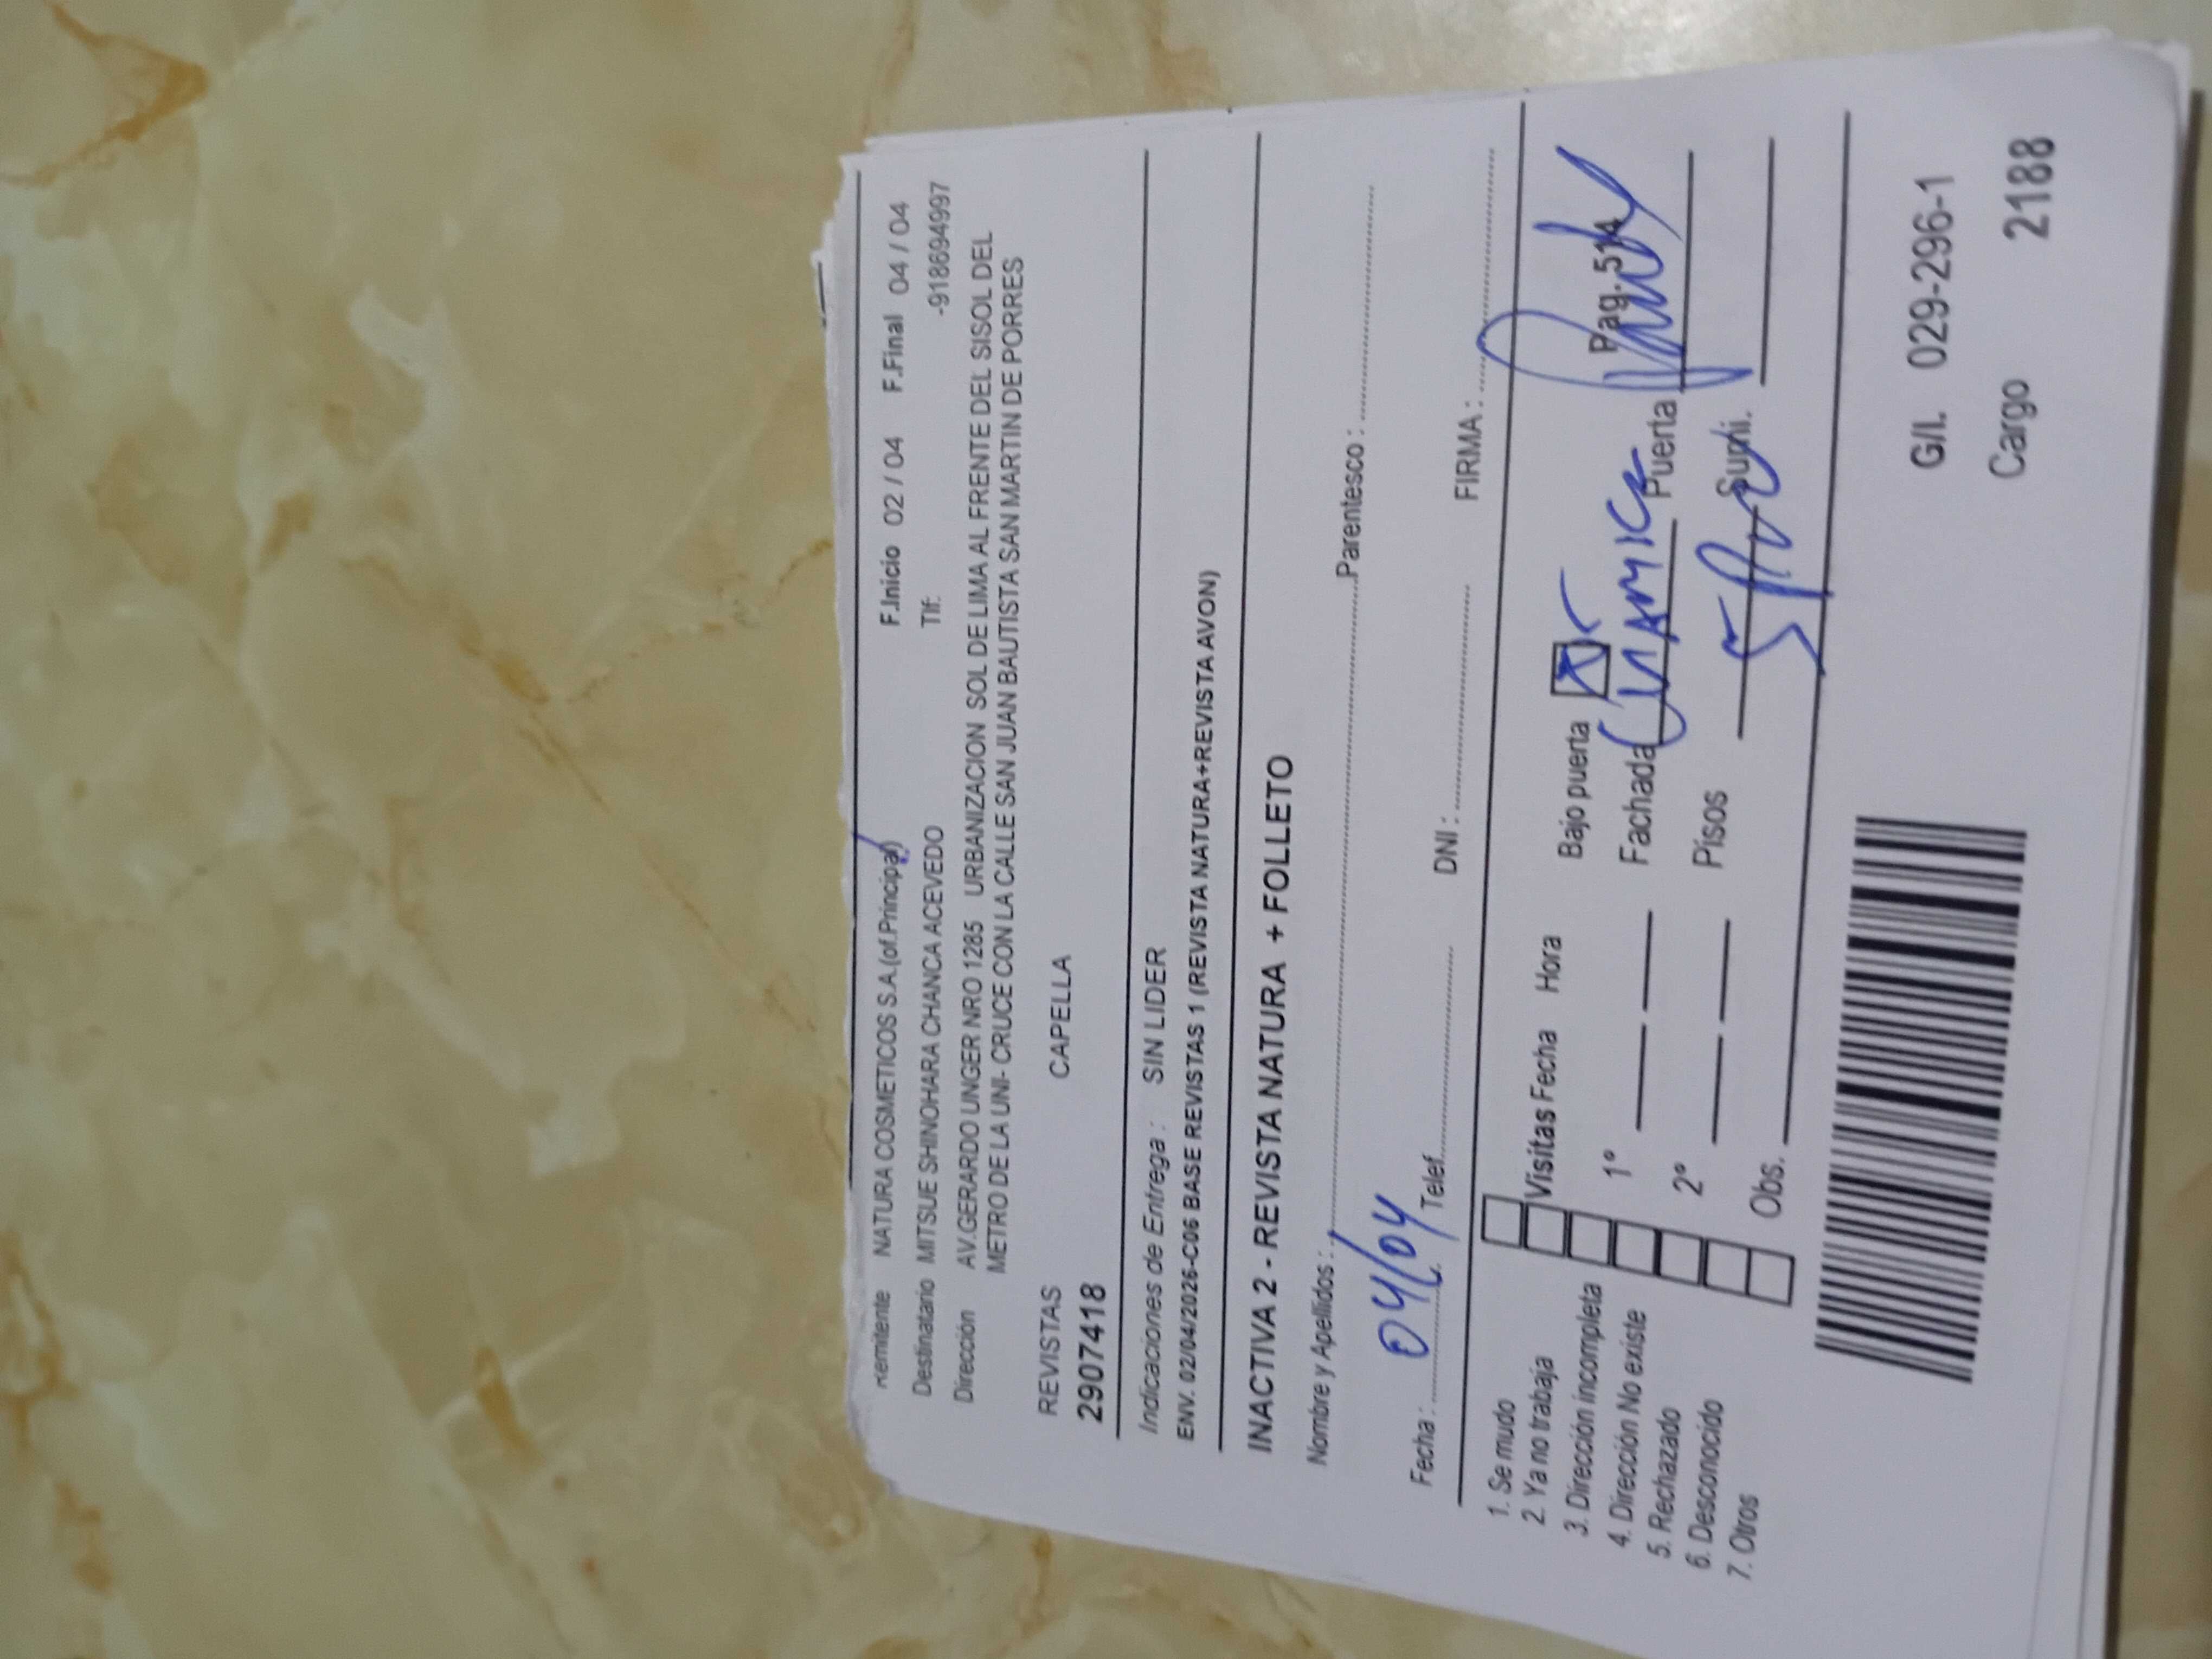 Remitente NATURA COSMETICOS S.A.(of.Principal) F.Inicio 02 / 04 F.Final 04 / 04
Destinatario MITSUE SHINOHARA CHANCA ACEVEDO Tlf: -918694997
Dirección AV.GERARDO UNGER NRO 1285 URBANIZACION SOL DE LIMA AL FRENTE DEL SISOL DEL
METRO DE LA UNI- CRUCE CON LA CALLE SAN JUAN BAUTISTA SAN MARTIN DE PORRES
REVISTAS CAPELLA
2907418
Indicaciones de Entrega : SIN LIDER
ENV. 02/04/2026-C06 BASE REVISTAS 1 (REVISTA NATURA+REVISTA AVON)
INACTIVA 2 - REVISTA NATURA + FOLLETO
Nombre y Apellidos : Parentesco :
Fecha : 04/04 Telef. DNI : FIRMA :
1. Se mudo
2. Ya no trabaja
3. Dirección incompleta
4. Dirección No existe
5. Rechazado
6. Desconocido
7. Otros
Visitas Fecha Hora
1º
2º
Obs.
Bajo puerta
Pag. 514
Fachada Puerta
Pisos Sumi.
G/I. 029-296-1
Cargo 2188